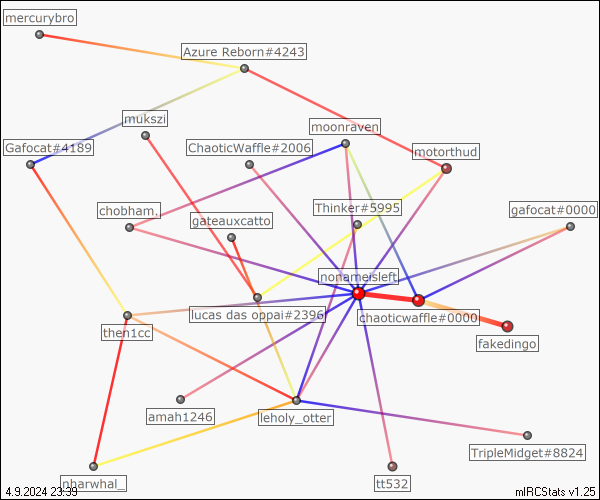 mercurybro
Azure Reborn#4243
mukszi
moonraven
Gafocat#4189
ChaoticWaffle#2006
motorthud
chobham.
gateauxcatto
Thinker#5995
gafocat#0000
nonameisleft
lucas das oppai#2396
chaoticwaffle#0000
then1cc
fakedingo
amah1246
leholy_otter
TripleMidget#8824
nharwhal_
tt532
4.9.2024 23:39
mIRCStats v1.25